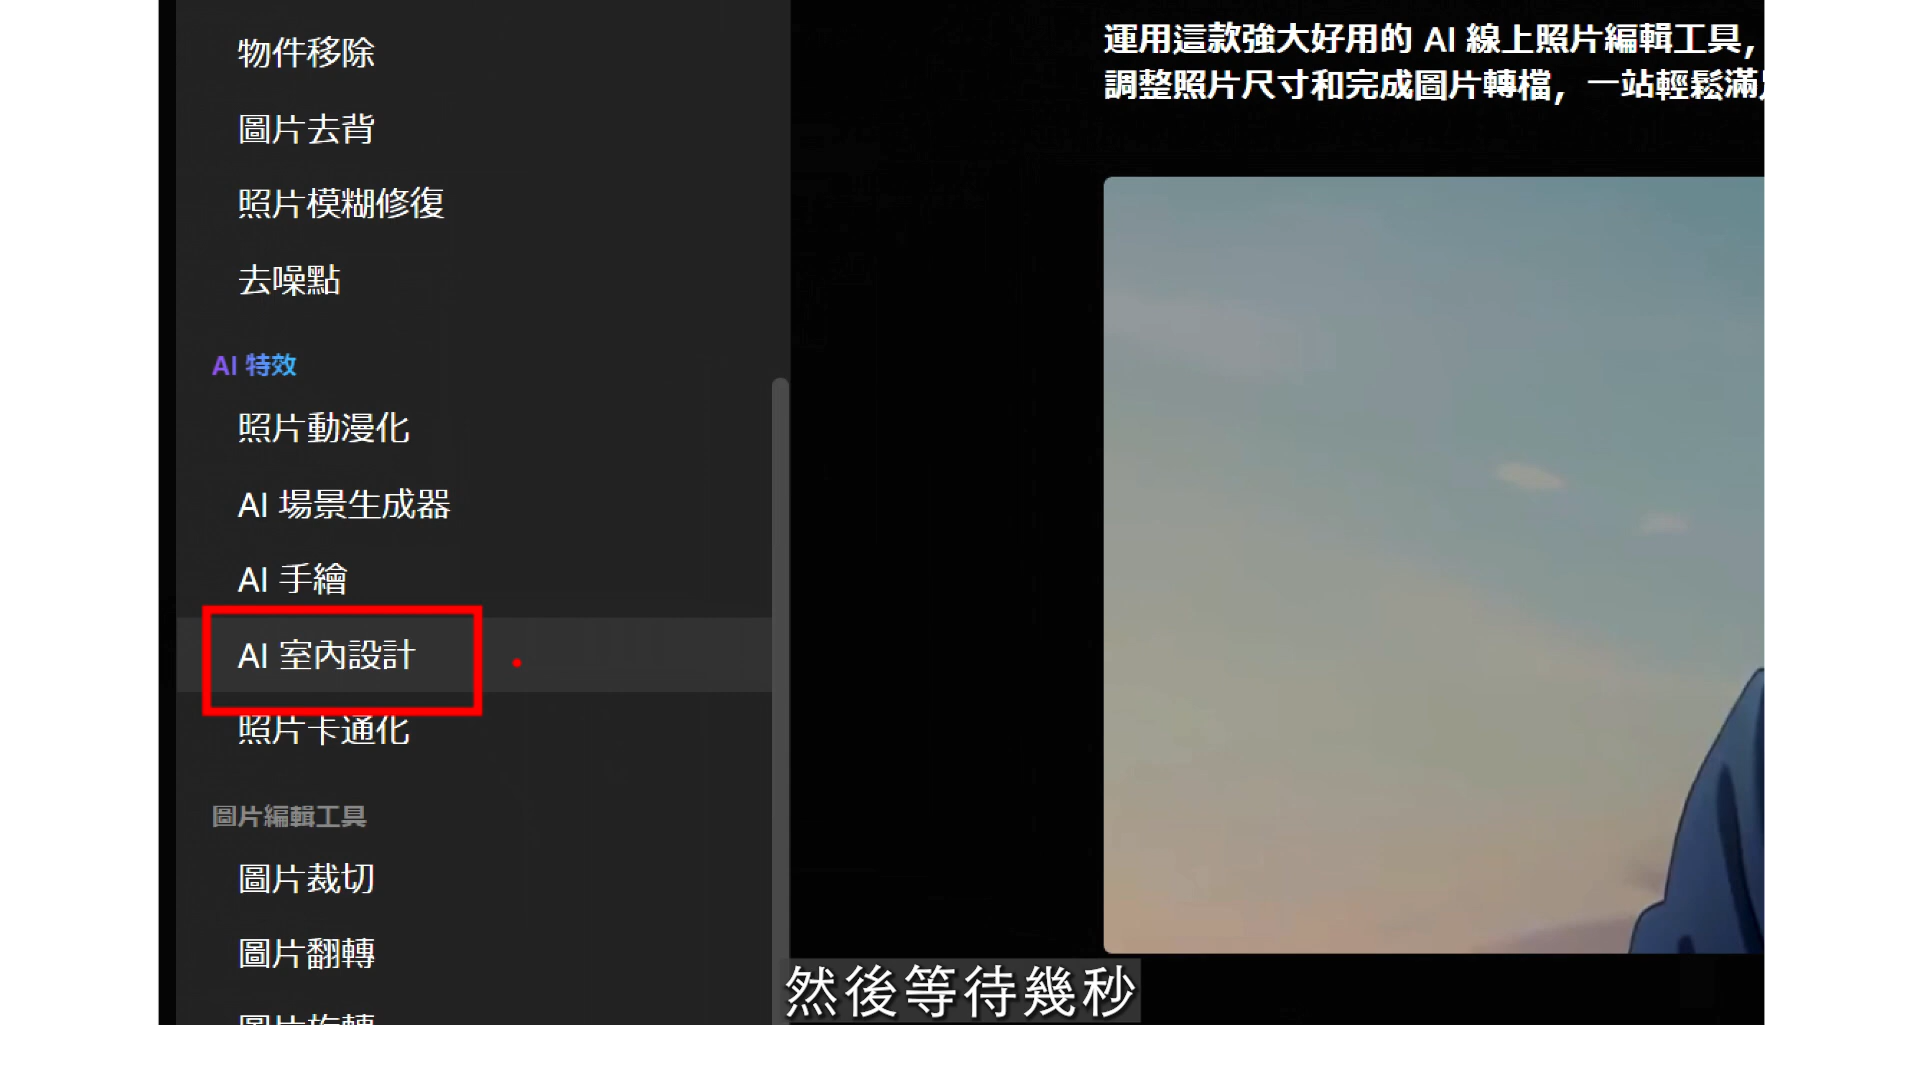 物件移除
圖片去背
照片模糊修復
去噪點
AI 特效
照片動漫化
AI 場景生成器
AI 手繪
AI 室內設計
照片卡通化
圖片編輯工具
圖片裁切
圖片翻轉
圖片旋轉
運用這款強大好用的 AI 線上照片編輯工具，
調整照片尺寸和完成圖片轉檔，一站輕鬆滿
然後等待幾秒